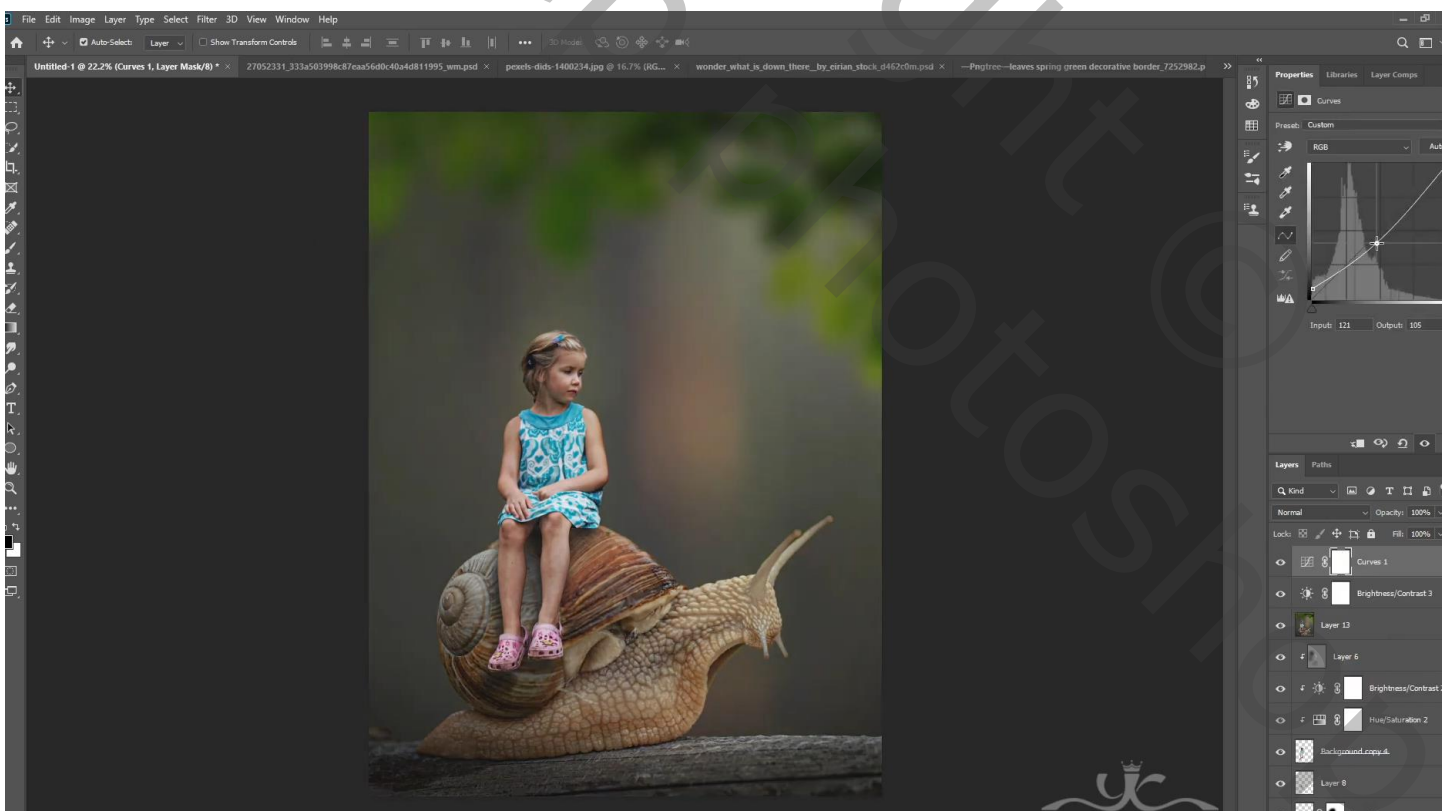 File Edit Image Layer Type Select Filter 3D View Window Help
Auto-Select: Layer Show Transform Controls 3D Mode:
Untitled-1 @ 22.2% (Curves 1, Layer Mask/8) * × 27052331_333a503998c87eaa56d0c40a4d811995_wm.psd × pexels-dids-1400234.jpg @ 16.7% (RG... × wonder_what_is_down_there__by_eirian_stock_d462c0m.psd × —Pngtree—leaves spring green decorative border_7252982.p
Properties Libraries Layer Comps
Curves
Preset: Custom
RGB Aut
Input: 121 Output: 105
Layers Paths
Kind
Normal Opacity: 100%
Lock: Fill: 100%
Curves 1
Brightness/Contrast 3
Layer 13
Layer 6
Brightness/Contrast 2
Hue/Saturation 2
Background copy 4
Layer 8